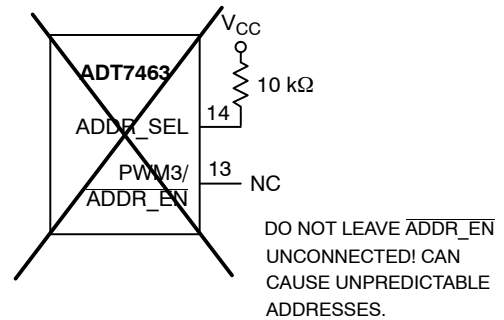 VCC
ADT7463
10 kΩ
14
ADDR_SEL
PWM3/
13
NC
ADDR_EN
DO NOT LEAVE ADDR_EN
UNCONNECTED! CAN
CAUSE UNPREDICTABLE
ADDRESSES.